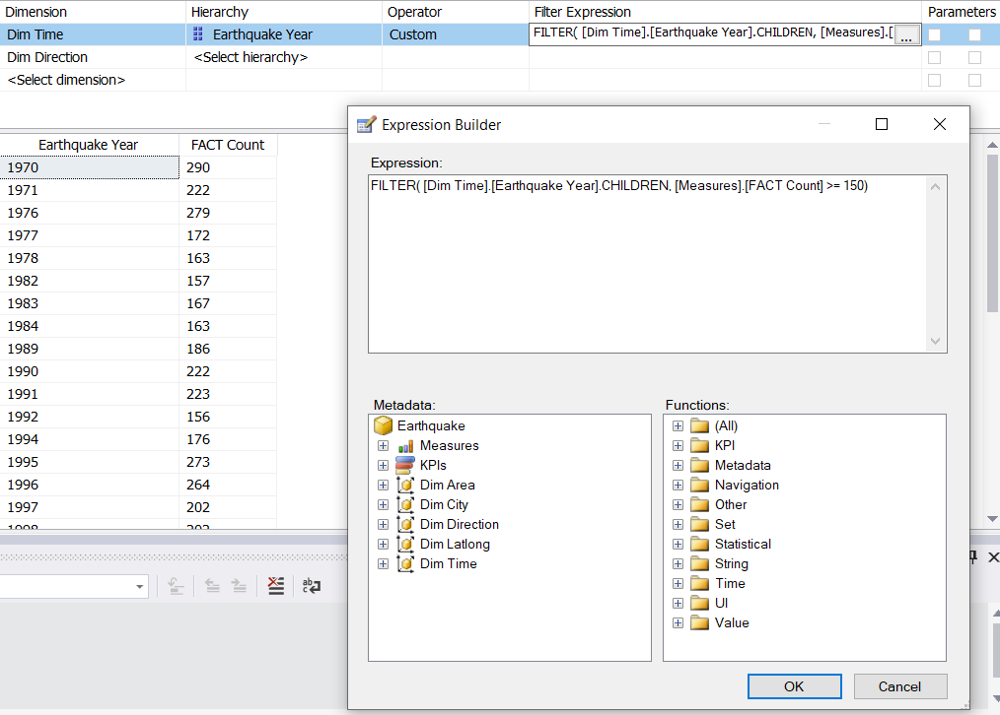 Dimension Hierarchy Operator Filter Expression Parameters
Dim Time Earthquake Year Custom FILTER( [Dim Time].[Earthquake Year].CHILDREN, [Measures].[ ...
Dim Direction <Select hierarchy>
<Select dimension>
Earthquake Year FACT Count
1970 290
1971 222
1976 279
1977 172
1978 163
1982 157
1983 167
1984 163
1989 186
1990 222
1991 223
1992 156
1994 176
1995 273
1996 264
1997 202
1998 202
Expression Builder
Expression:
FILTER( [Dim Time].[Earthquake Year].CHILDREN, [Measures].[FACT Count] >= 150)
Metadata:
Earthquake
Measures
KPIs
Dim Area
Dim City
Dim Direction
Dim Latlong
Dim Time
Functions:
(All)
KPI
Metadata
Navigation
Other
Set
Statistical
String
Time
UI
Value
OK Cancel